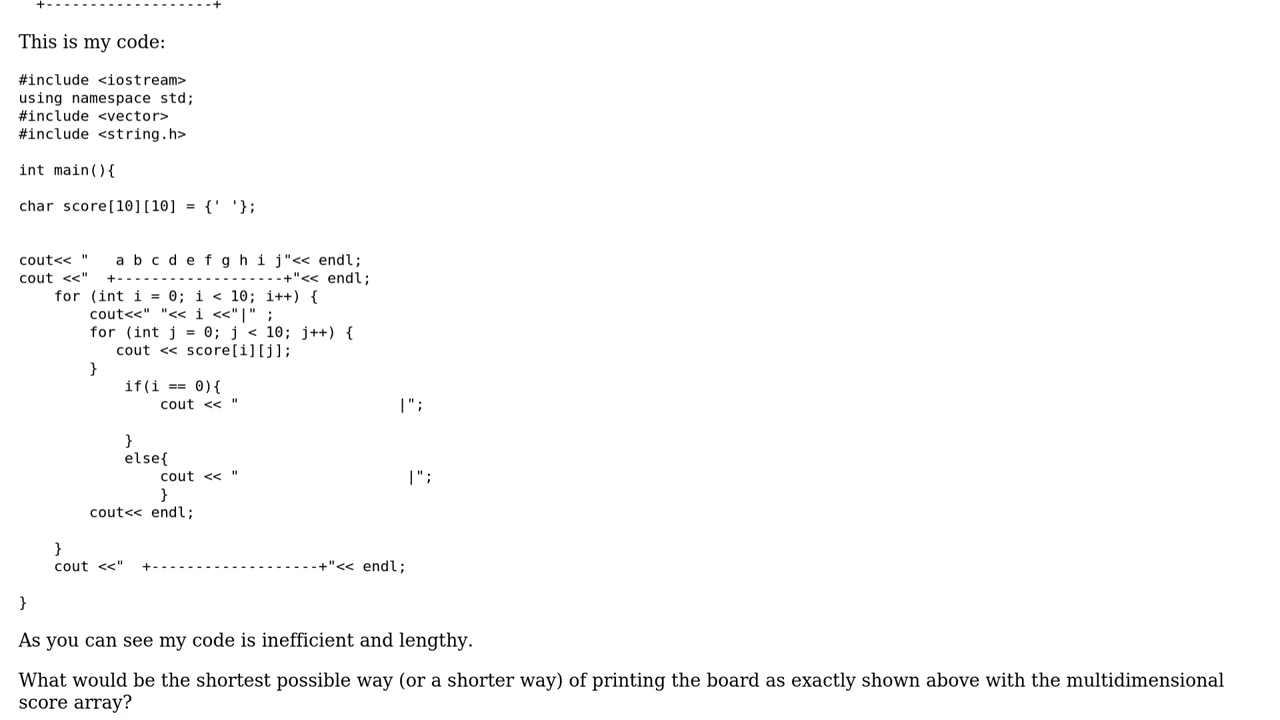 +-------------------+
This is my code:
#include <iostream>
using namespace std;
#include <vector>
#include <string.h>

int main(){

char score[10][10] = {' '};


cout<< "   a b c d e f g h i j"<< endl;
cout <<"  +-------------------+"<< endl;
    for (int i = 0; i < 10; i++) {
        cout<<" "<< i <<"|" ;
        for (int j = 0; j < 10; j++) {
           cout << score[i][j];
        }
            if(i == 0){
                cout << "                  |";

            }
            else{
                cout << "                   |";
                }
        cout<< endl;

    }
    cout <<"  +-------------------+"<< endl;

}
As you can see my code is inefficient and lengthy.
What would be the shortest possible way (or a shorter way) of printing the board as exactly shown above with the multidimensional
score array?